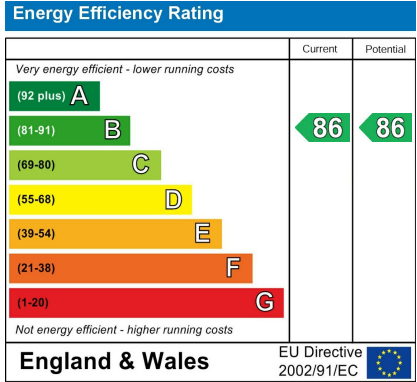 Energy Efficiency Rating
Current Potential
Very energy efficient - lower running costs
(92 plus) A
(81-91) B 86 86
(69-80) C
(55-68) D
(39-54) E
(21-38) F
(1-20) G
Not energy efficient - higher running costs
England & Wales
EU Directive
2002/91/EC